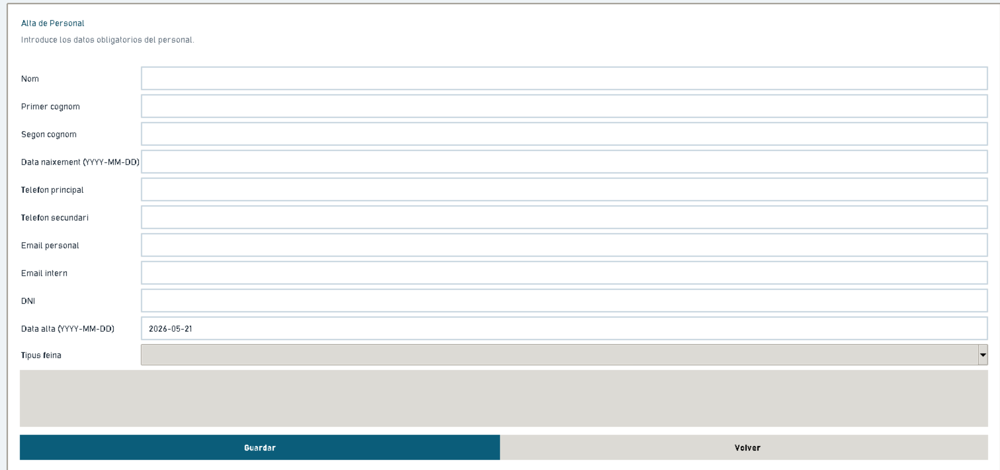 Alta de Personal
Introduce los datos obligatorios del personal.
Nom
Primer cognom
Segon cognom
Data naixement (YYYY-MM-DD)
Telefon principal
Telefon secundari
Email personal
Email intern
DNI
Data alta (YYYY-MM-DD) 2026-05-21
Tipus feina
Guardar Volver